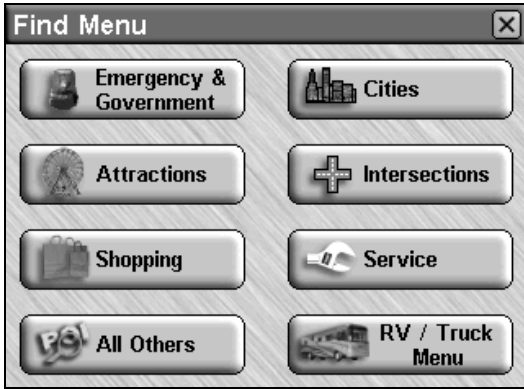 Find Menu
Emergency &
Government
Cities
Attractions
Intersections
Shopping
Service
POI
All Others
RV / Truck
Menu